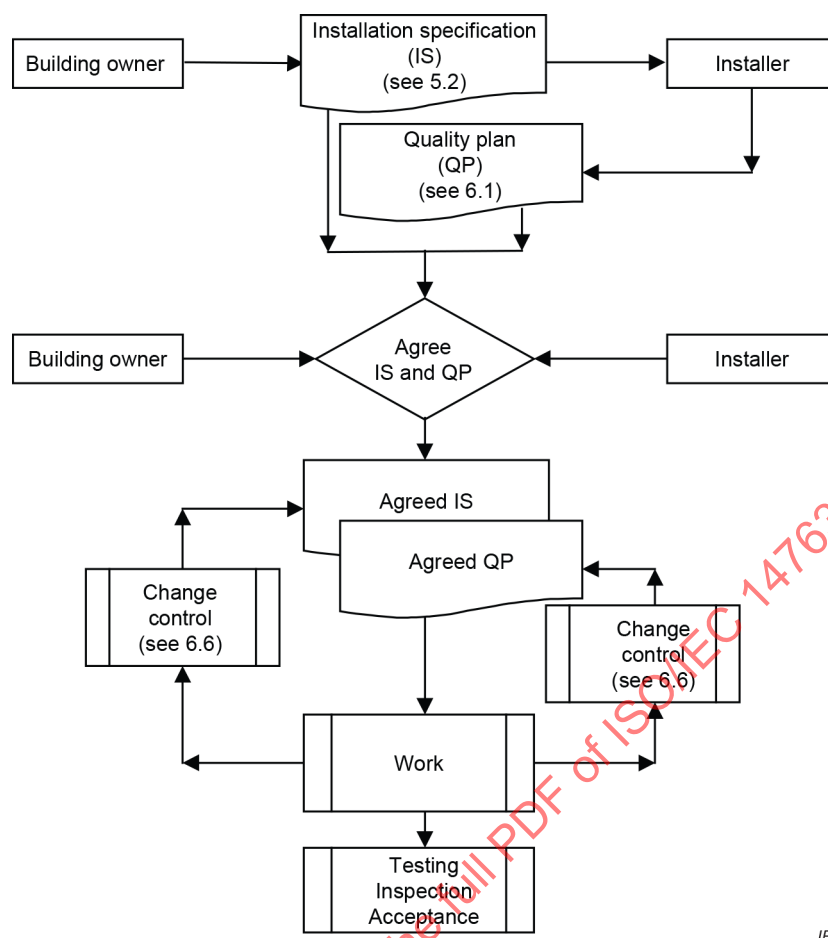 Installation specification
(IS)
(see 5.2)
Building owner
Installer
Quality plan
(QP)
(see 6.1)
Building owner
Agree
IS and QP
Installer
Agreed IS
Agreed QP
Change
control
(see 6.6)
Change
control
(see 6.6)
Work
Testing
Inspection
Acceptance
full PDF of ISO/IEC 14763